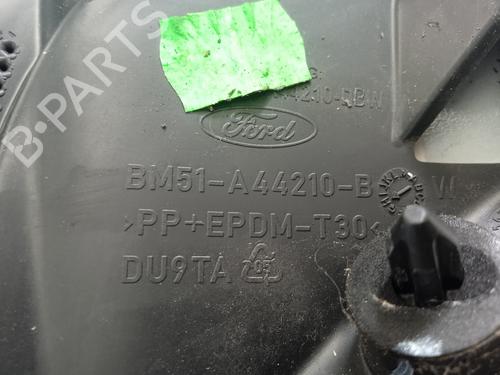 Ford
BM51-A44210-B W
>PP+EPDM-T30<
DU9TA
B-PARTS